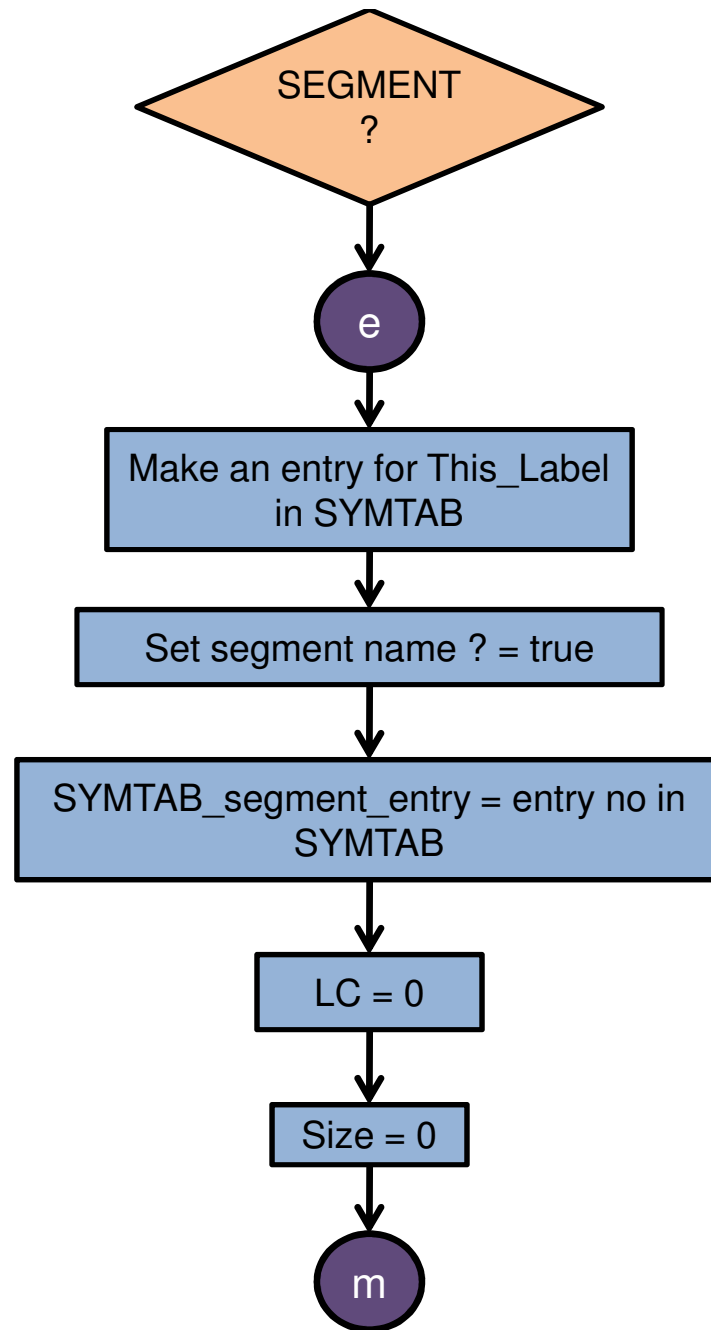 SEGMENT
?
e
Make an entry for This_Label
in SYMTAB
Set segment name ? = true
SYMTAB_segment_entry = entry no in
SYMTAB
LC = 0
Size = 0
m